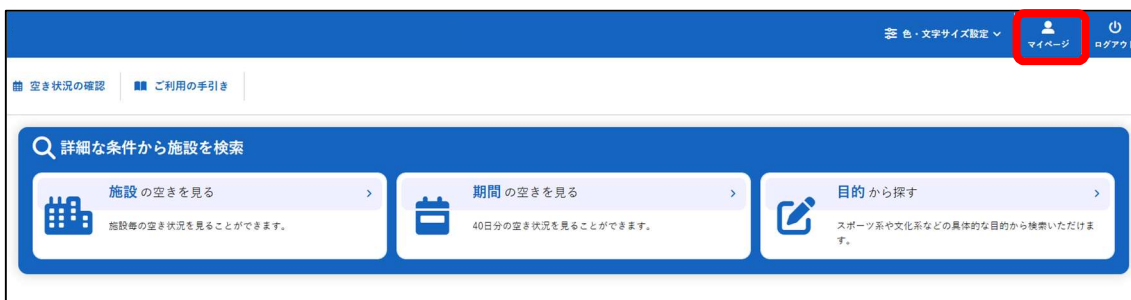 色・文字サイズ設定
マイページ
ログアウト
空き状況の確認
ご利用の手引き
詳細な条件から施設を検索
施設 の空きを見る
施設毎の空き状況を見ることができます。
期間 の空きを見る
40日分の空き状況を見ることができます。
目的 から探す
スポーツ系や文化系などの具体的な目的から検索いただけま
す。